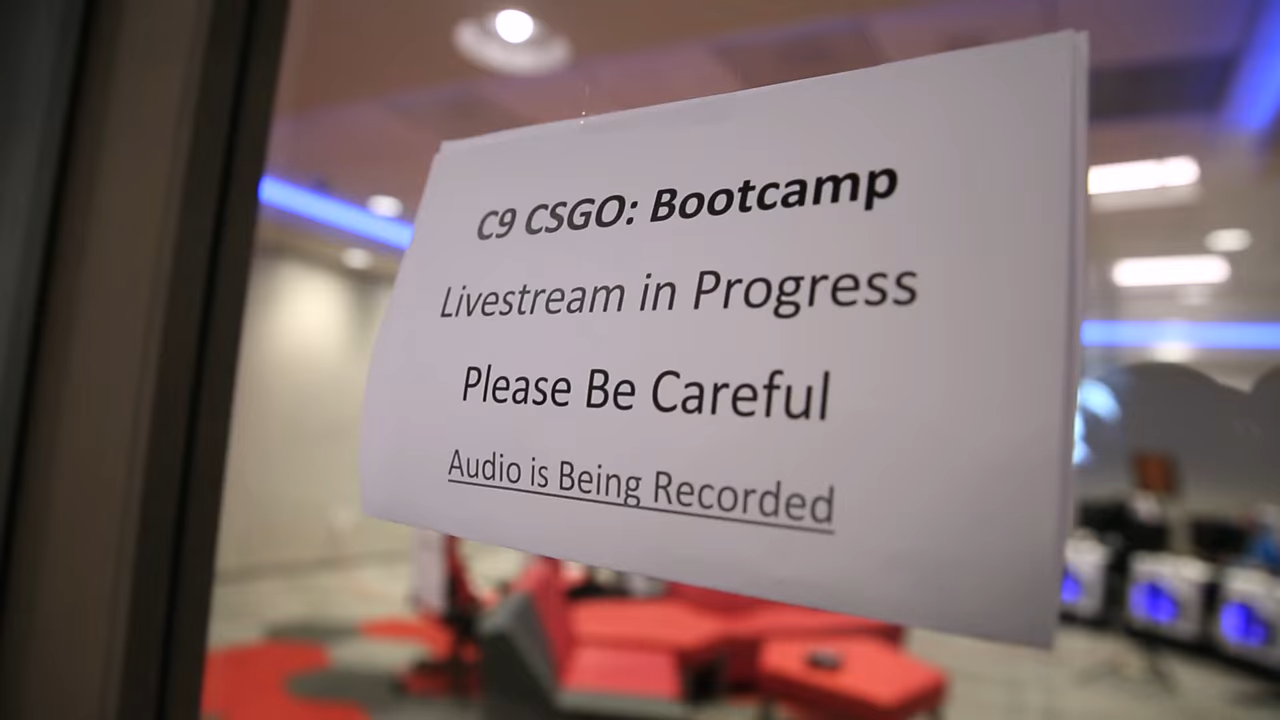 C9 CSGO: Bootcamp
Livestream in Progress
Please Be Careful
Audio is Being Recorded